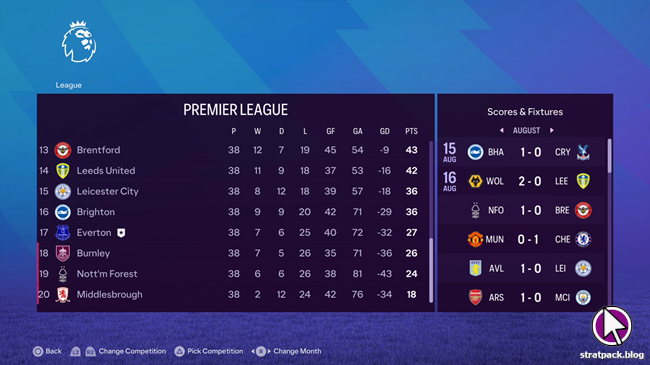 League
PREMIER LEAGUE
P W D L GF GA GD PTS
13 Brentford 38 12 7 19 45 54 -9 43
14 Leeds United 38 11 9 18 37 53 -16 42
15 Leicester City 38 8 12 18 39 57 -18 36
16 Brighton 38 9 9 20 42 71 -29 36
17 Everton 38 7 6 25 40 72 -32 27
18 Burnley 38 7 5 26 35 71 -36 26
19 Nott'm Forest 38 6 6 26 38 81 -43 24
20 Middlesbrough 38 2 12 24 42 76 -34 18
Scores & Fixtures
AUGUST
15 AUG BHA 1 - 0 CRY
16 AUG WOL 2 - 0 LEE
NFO 1 - 0 BRE
MUN 0 - 1 CHE
AVL 1 - 0 LEI
ARS 1 - 0 MCI
Back L2 R2 Change Competition Pick Competition R Change Month
stratpack.blog